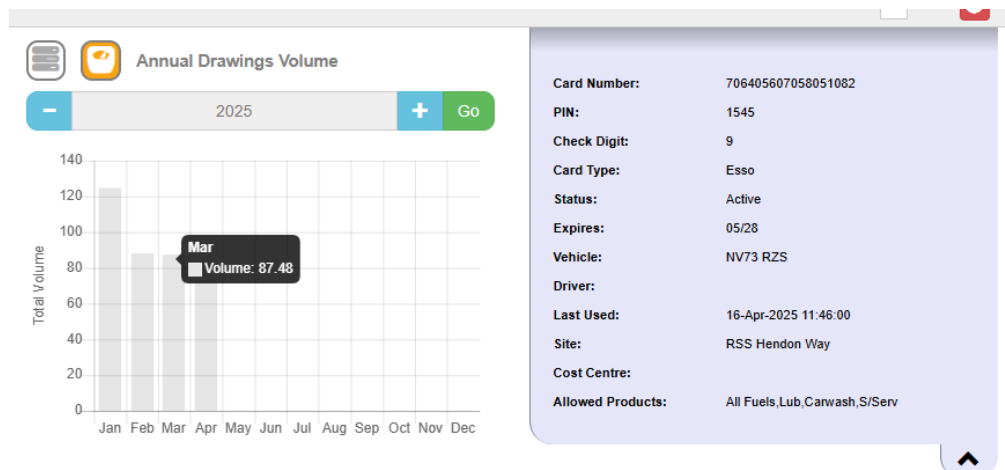 Annual Drawings Volume
− 2025 + Go
140
120
100
80
60
40
20
0
Total Volume
Mar
Volume: 87.48
Jan Feb Mar Apr May Jun Jul Aug Sep Oct Nov Dec
Card Number: 706405607058051082
PIN: 1545
Check Digit: 9
Card Type: Esso
Status: Active
Expires: 05/28
Vehicle: NV73 RZS
Driver:
Last Used: 16-Apr-2025 11:46:00
Site: RSS Hendon Way
Cost Centre:
Allowed Products: All Fuels,Lub,Carwash,S/Serv